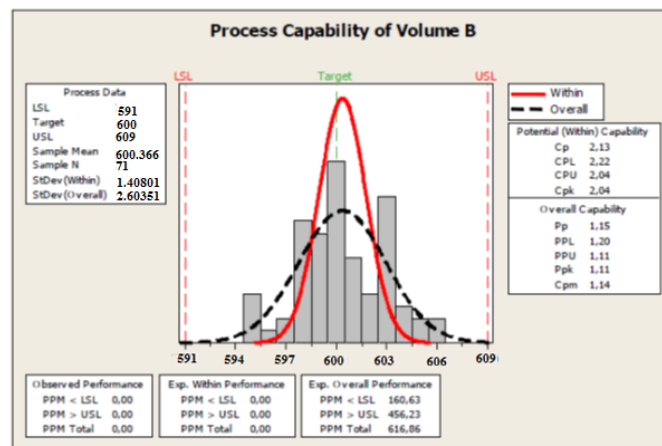 Process Capability of Volume B
LSL Target USL
Process Data
LSL 591
Target 600
USL 609
Sample Mean 600.366
Sample N 71
StDev(Within) 1.40801
StDev(Overall) 2.60351
Within
Overall
Potential (Within) Capability
Cp 2,13
CPL 2,22
CPU 2,04
Cpk 2,04
Overall Capability
Pp 1,15
PPL 1,20
PPU 1,11
Ppk 1,11
Cpm 1,14
591 594 597 600 603 606 609
Observed Performance
PPM < LSL 0,00
PPM > USL 0,00
PPM Total 0,00
Exp. Within Performance
PPM < LSL 0,00
PPM > USL 0,00
PPM Total 0,00
Exp. Overall Performance
PPM < LSL 160,63
PPM > USL 456,23
PPM Total 616,86